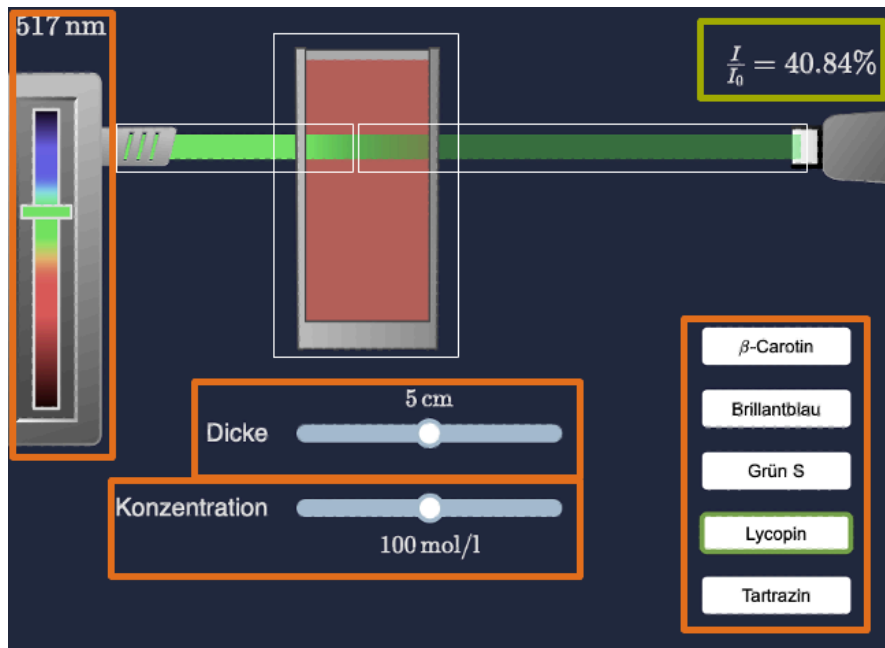 517 nm
I/I₀ = 40.84%
5 cm
Dicke
Konzentration
100 mol/l
β-Carotin
Brillantblau
Grün S
Lycopin
Tartrazin